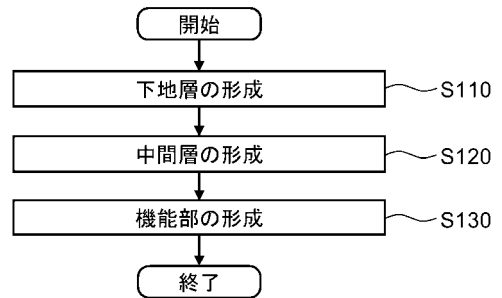 開始
下地層の形成
S110
中間層の形成
S120
機能部の形成
S130
終了